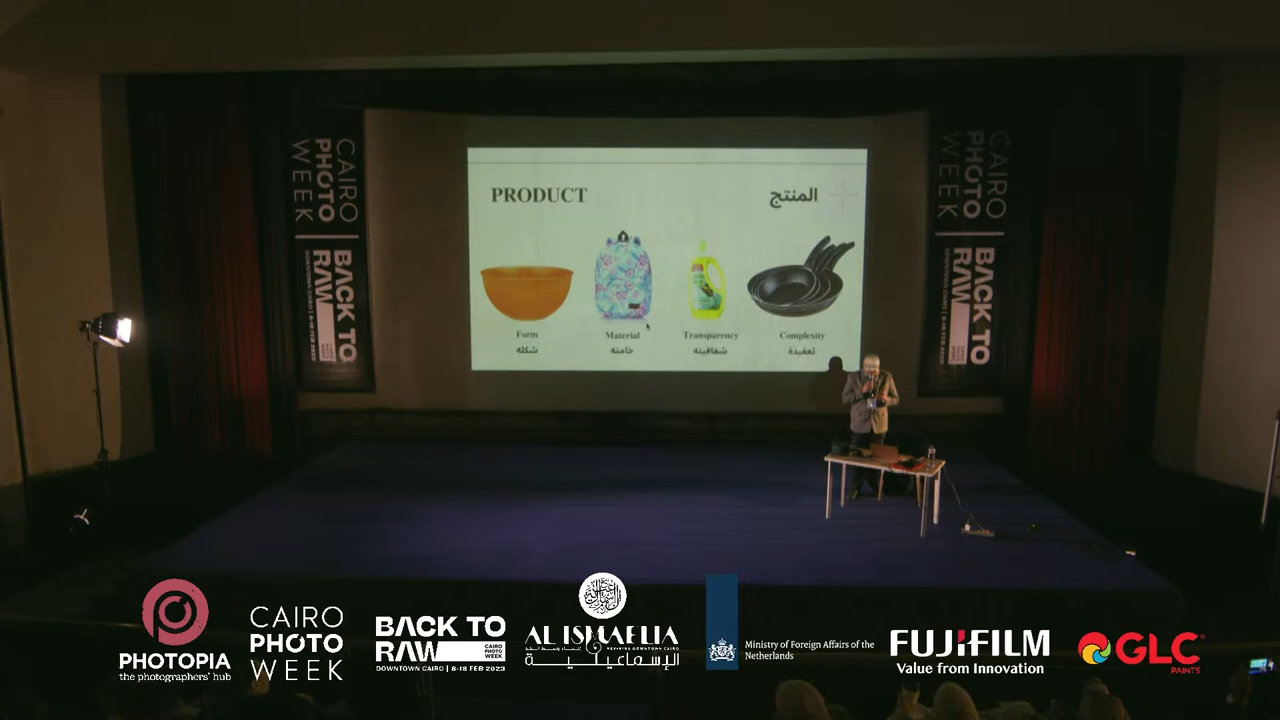 CAIRO
PHOTO
WEEK
BACK TO
RAW
PRODUCT
المنتج
Form
شكله
Material
خامته
Transparency
شفافيته
Complexity
تعقيدة
CAIRO
PHOTO
WEEK
BACK TO
RAW
PHOTOPIA
the photographers' hub
CAIRO
PHOTO
WEEK
BACK TO
RAW
CAIRO
PHOTO
WEEK
DOWNTOWN CAIRO | 8-18 FEB 2023
AL ISMAELIA
REVIVING DOWNTOWN CAIRO
الإسماعيلية
Ministry of Foreign Affairs of the
Netherlands
FUJIFILM
Value from Innovation
GLC
PAINTS